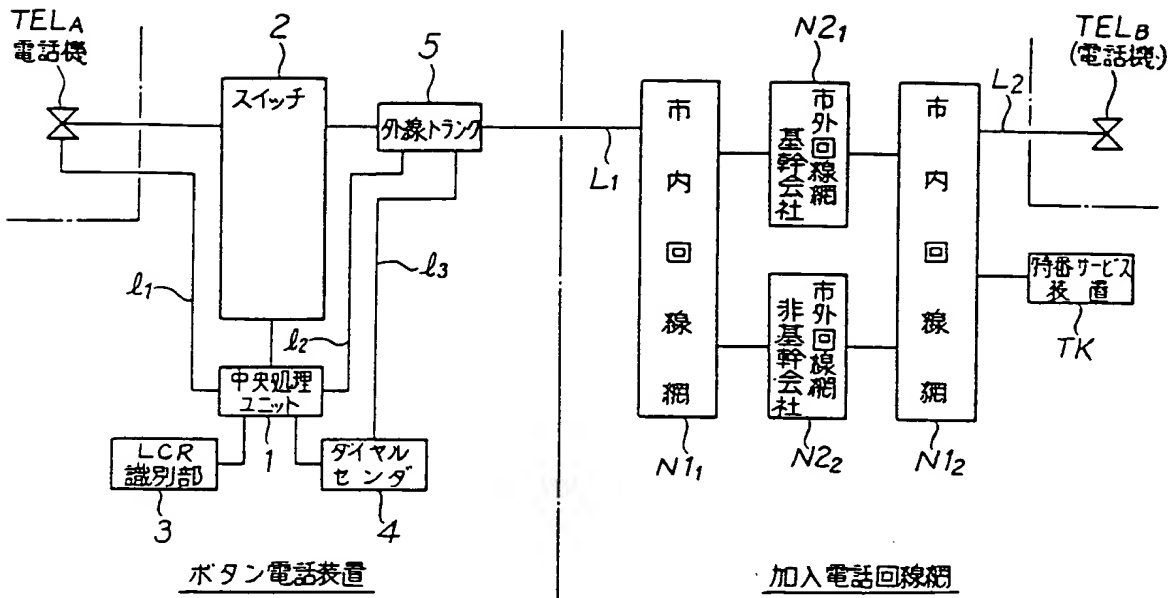 TELA
電話機
2
スイッチ
5
外線トランク
L1
l1
l2
l3
中央処理
ユニット
1
LCR
識別部
3
ダイヤル
センダ
4
ボタン電話装置
市内回線網
N11
N21
市外回線網
基幹会社
市外回線網
非基幹会社
N22
市内回線網
N12
TELB
(電話機)
L2
特番サービス
装置
TK
加入電話回線網